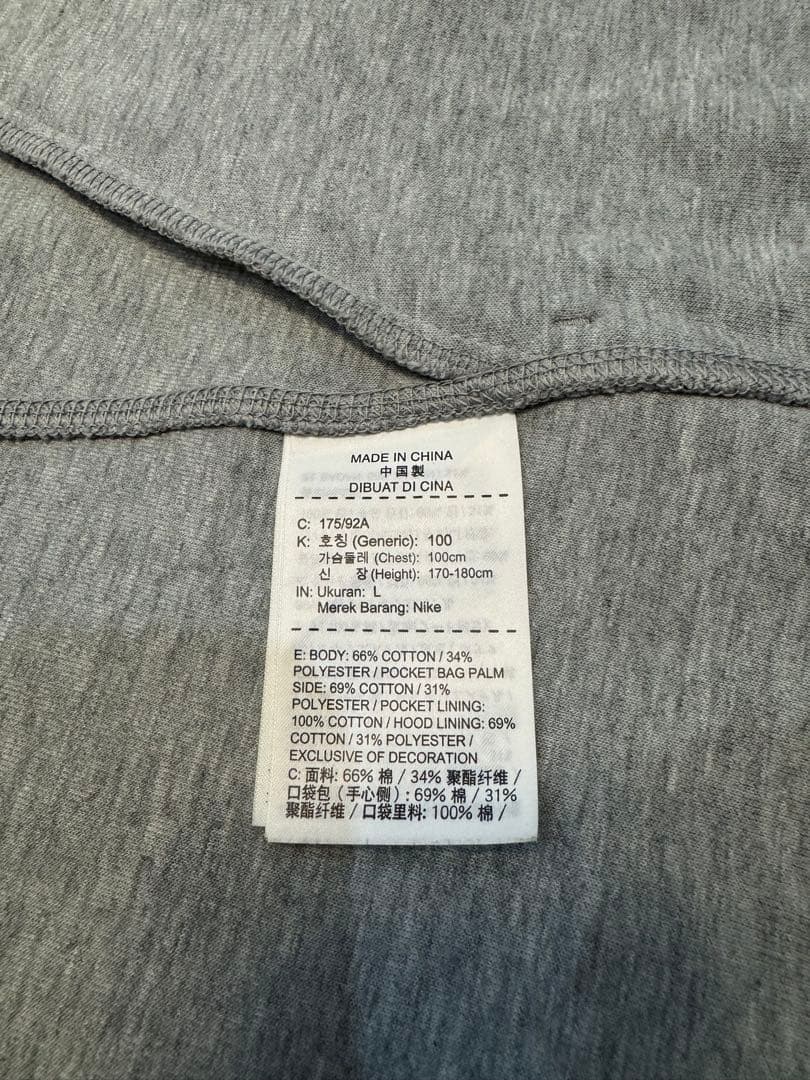 MADE IN CHINA
中国製
DIBUAT DI CINA
C: 175/92A
K: 호칭 (Generic): 100
가슴둘레 (Chest): 100cm
신 장 (Height): 170-180cm
IN: Ukuran: L
Merek Barang: Nike
E: BODY: 66% COTTON / 34%
POLYESTER / POCKET BAG PALM
SIDE: 69% COTTON / 31%
POLYESTER / POCKET LINING:
100% COTTON / HOOD LINING: 69%
COTTON / 31% POLYESTER /
EXCLUSIVE OF DECORATION
C: 面料: 66% 棉 / 34% 聚酯纤维 /
口袋包（手心侧）: 69% 棉 / 31%
聚酯纤维 / 口袋里料: 100% 棉 /